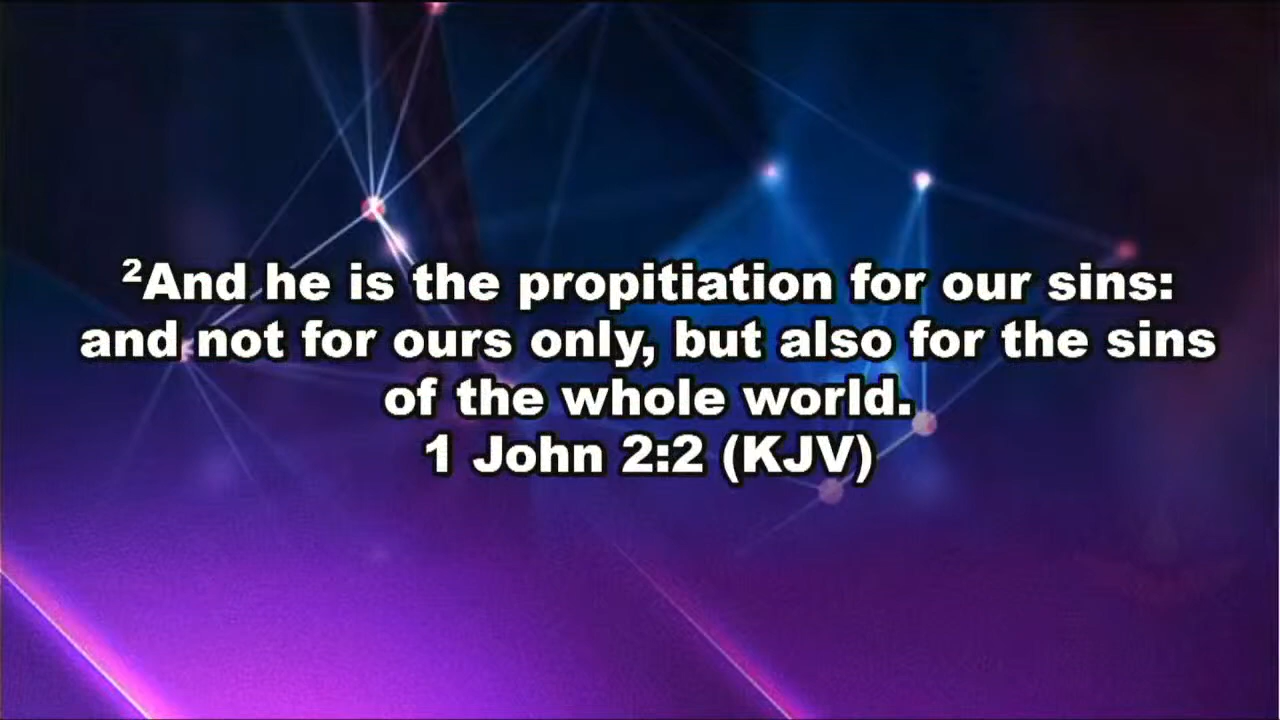 ²And he is the propitiation for our sins:
and not for ours only, but also for the sins
of the whole world.
1 John 2:2 (KJV)